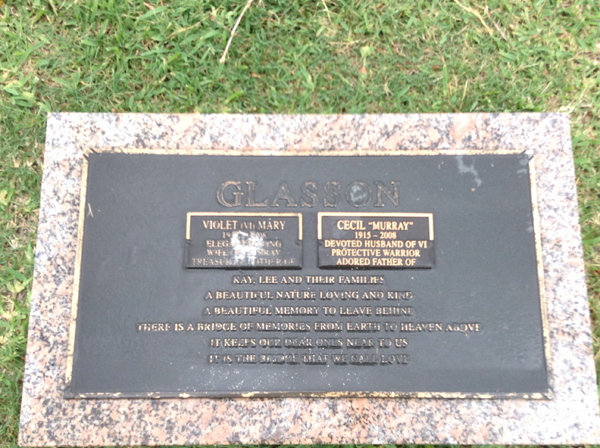 GLASSON
VIOLET (VI) MARY
ELEG
WIFE
TREASURED
CECIL "MURRAY"
1915 – 2008
DEVOTED HUSBAND OF VI
PROTECTIVE WARRIOR
ADORED FATHER OF
KAY, LEE AND THEIR FAMILIES
A BEAUTIFUL NATURE LOVING AND KIND
A BEAUTIFUL MEMORY TO LEAVE BEHIND
THERE IS A BRIDGE OF MEMORIES FROM EARTH TO HEAVEN ABOVE
IT KEEPS OUR DEAR ONES NEAR TO US
IT IS THE BRIDGE THAT WE CALL LOVE